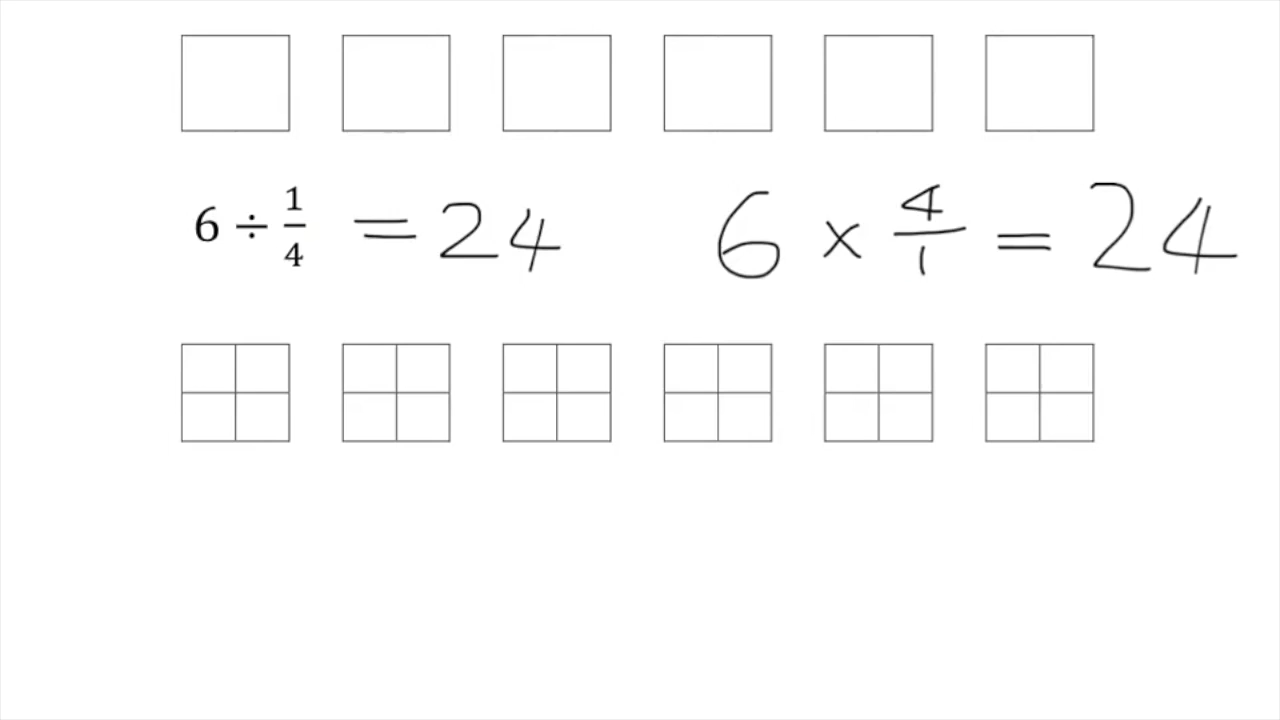 6 ÷ 1/4 = 24    6 × 4/1 = 24